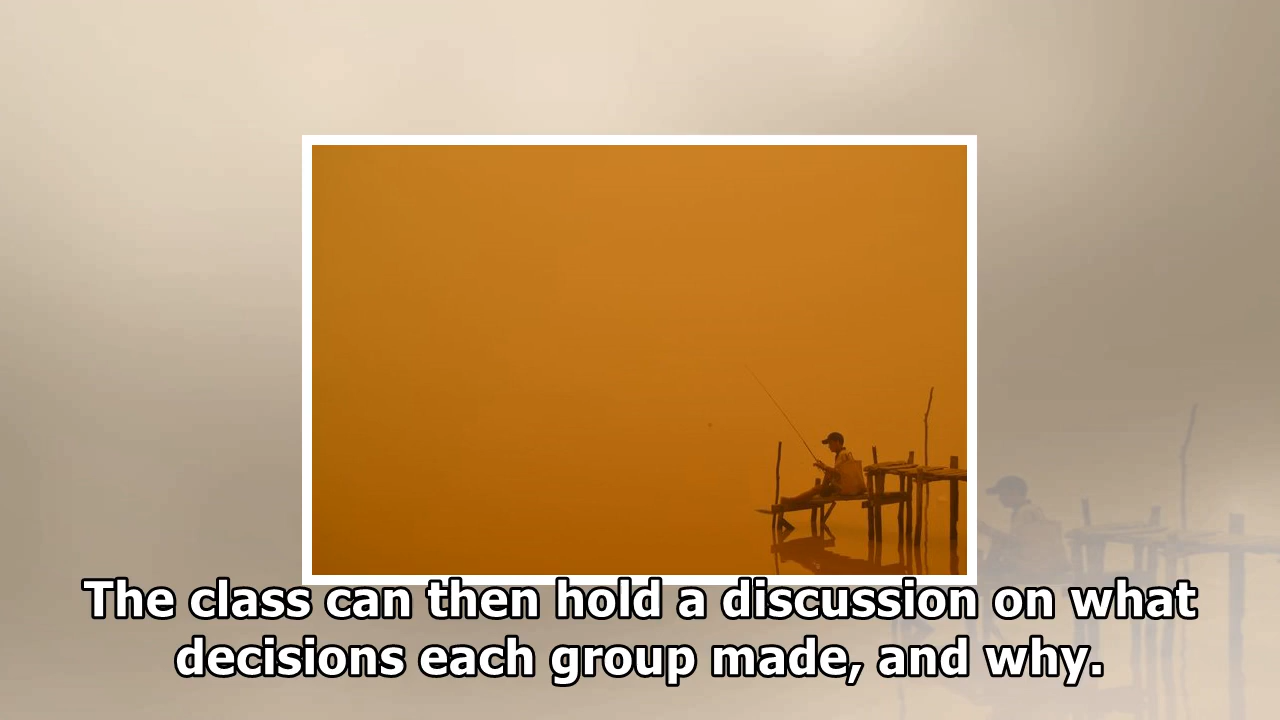 The class can then hold a discussion on what
decisions each group made, and why.